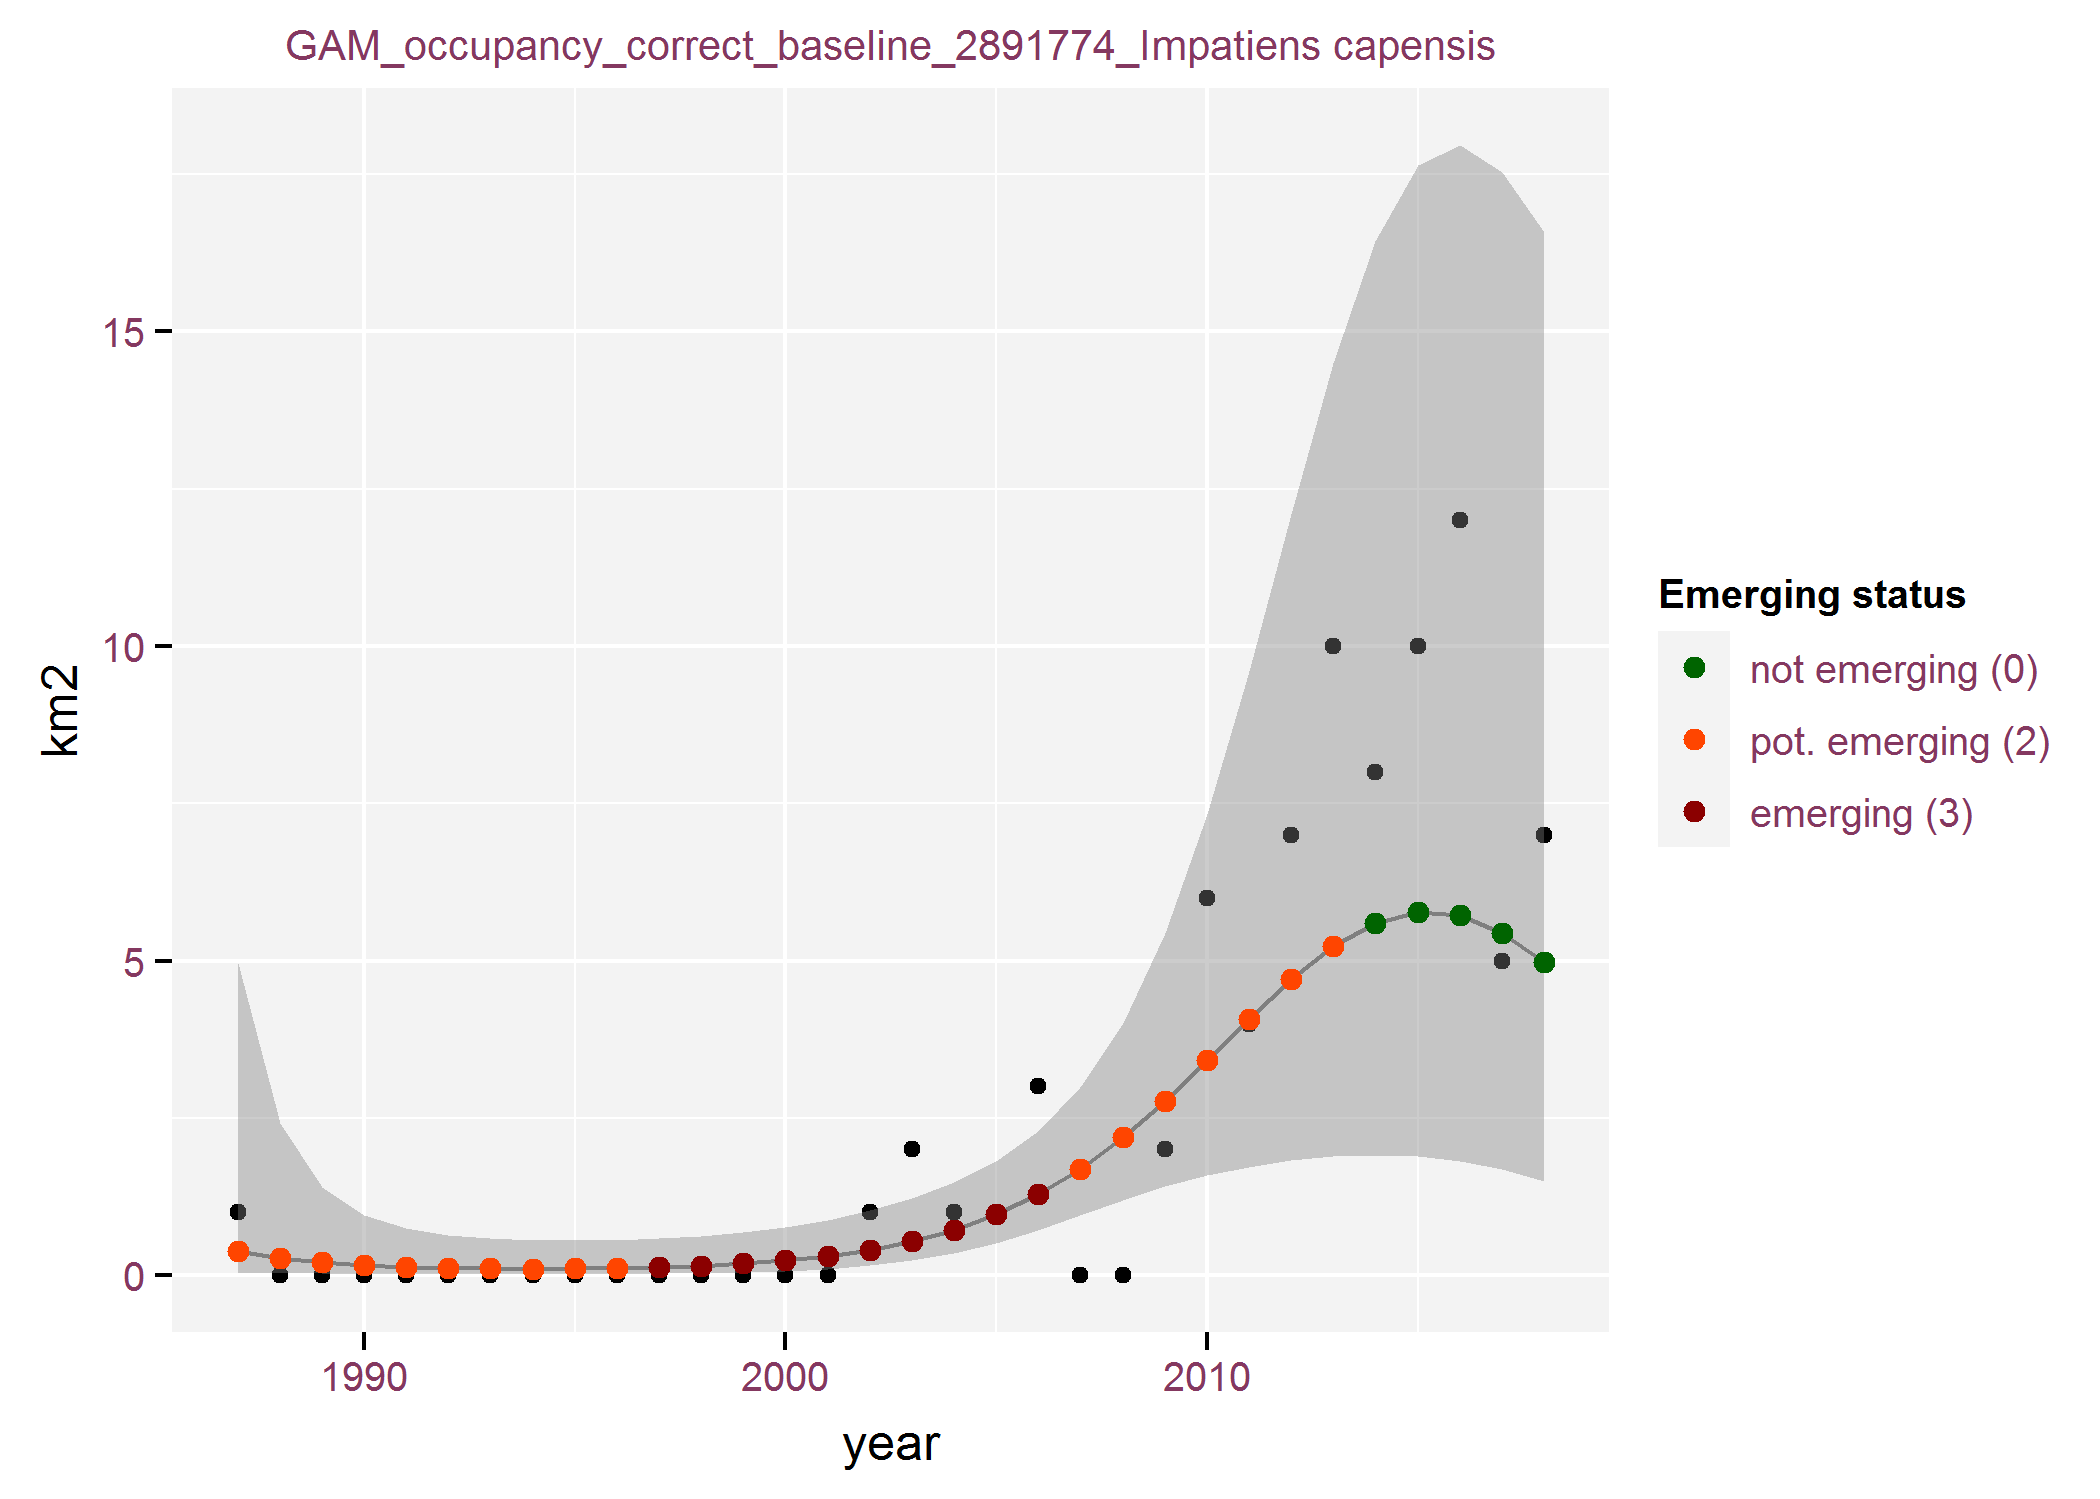 GAM_occupancy_correct_baseline_2891774_Impatiens capensis
15
10
5
0
km2
1990
2000
2010
year
Emerging status
not emerging (0)
pot. emerging (2)
emerging (3)